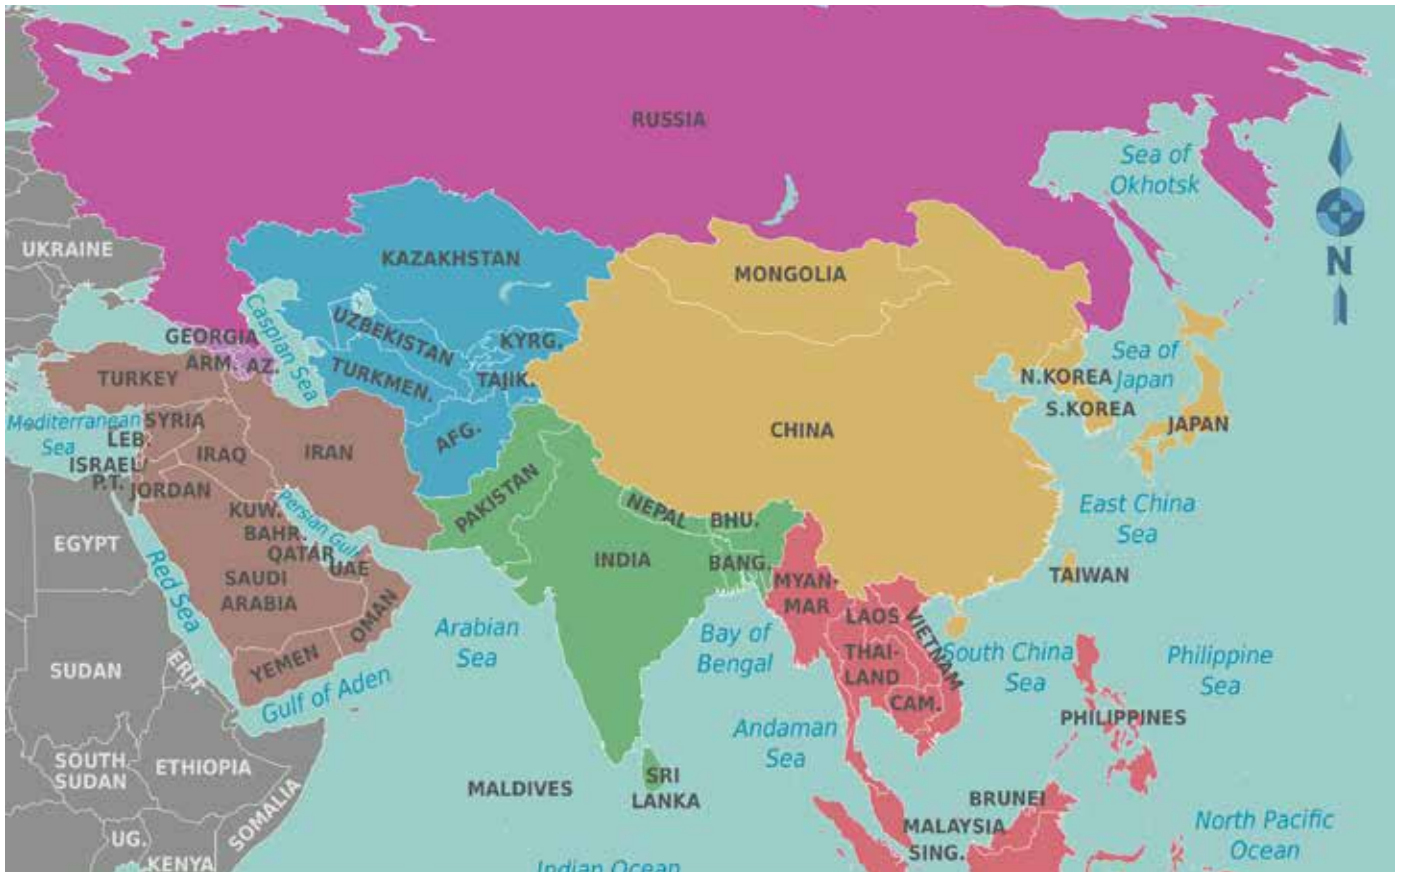 RUSSIA
Sea of
Okhotsk
UKRAINE
KAZAKHSTAN
MONGOLIA
N
Caspian Sea
UZBEKISTAN
GEORGIA
KYRG.
ARM.
AZ.
TURKEY
TURKMEN.
TAJIK.
Sea of
Japan
N.KOREA
S.KOREA
JAPAN
Mediterranean
Sea
SYRIA
LEB.
IRAQ
IRAN
AFG.
CHINA
ISRAEL/
P.T.
JORDAN
PAKISTAN
KUW.
BAHR.
QATAR
Persian Gulf
UAE
NEPAL
BHU.
East China
Sea
EGYPT
Red Sea
SAUDI
ARABIA
OMAN
INDIA
BANG.
MYAN-
MAR
TAIWAN
LAOS
VIETNAM
THAI-
LAND
CAM.
Arabian
Sea
Bay of
Bengal
South China
Sea
Philippine
Sea
SUDAN
ERIT.
YEMEN
Gulf of Aden
Andaman
Sea
PHILIPPINES
SOUTH
SUDAN
ETHIOPIA
SOMALIA
MALDIVES
SRI
LANKA
BRUNEI
MALAYSIA
SING.
North Pacific
Ocean
UG.
KENYA
Indian Ocean